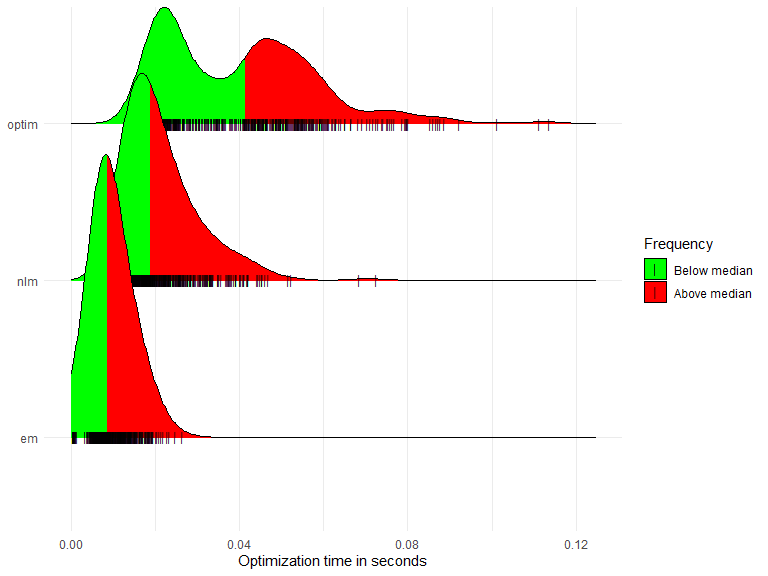 optim
nlm
em
0.00
0.04
0.08
0.12
Optimization time in seconds
Frequency
Below median
Above median